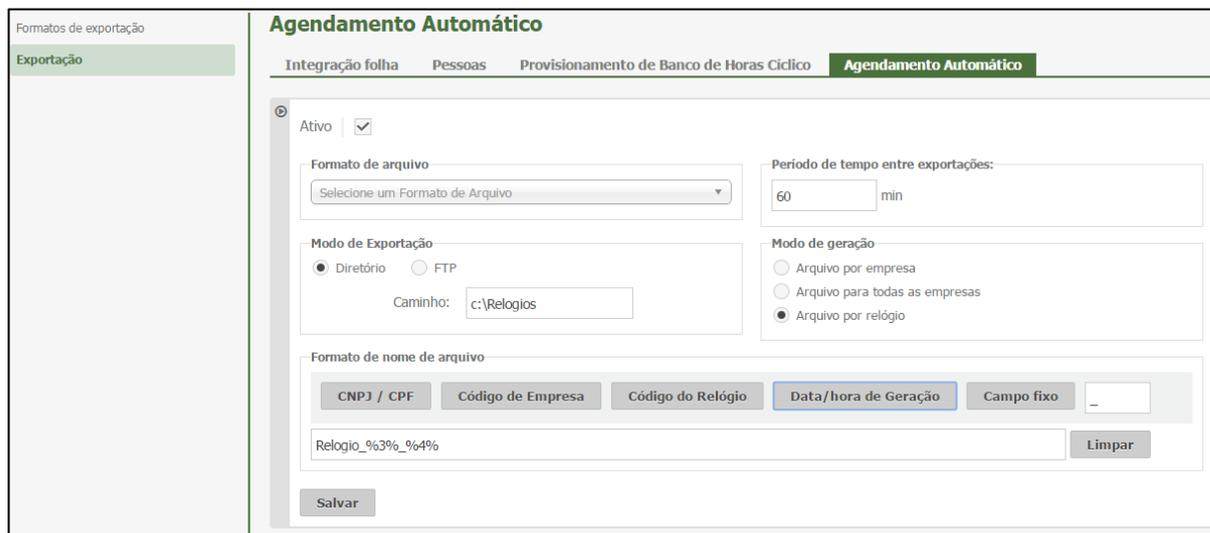 Formatos de exportação
Exportação
Agendamento Automático
Integração folha Pessoas Provisionamento de Banco de Horas Cíclico Agendamento Automático
Ativo
Formato de arquivo
Selecione um Formato de Arquivo
Período de tempo entre exportações:
60 min
Modo de Exportação
Diretório FTP
Caminho: c:\Relogios
Modo de geração
Arquivo por empresa
Arquivo para todas as empresas
Arquivo por relógio
Formato de nome de arquivo
CNPJ / CPF Código de Empresa Código do Relógio Data/hora de Geração Campo fixo _
Relogio_%3%_%4% Limpar
Salvar